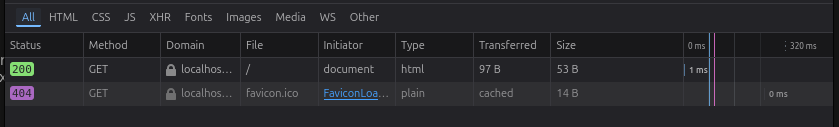 All HTML CSS JS XHR Fonts Images Media WS Other
Status Method Domain File Initiator Type Transferred Size 0 ms 320 ms
200 GET localhos... / document html 97 B 53 B 1 ms
404 GET localhos... favicon.ico FaviconLoa... plain cached 14 B 0 ms